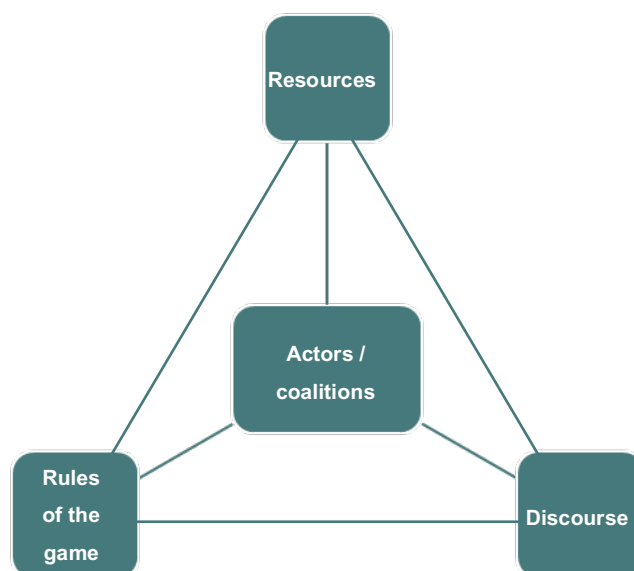 Resources
Actors /
coalitions
Rules
of the
game
Discourse